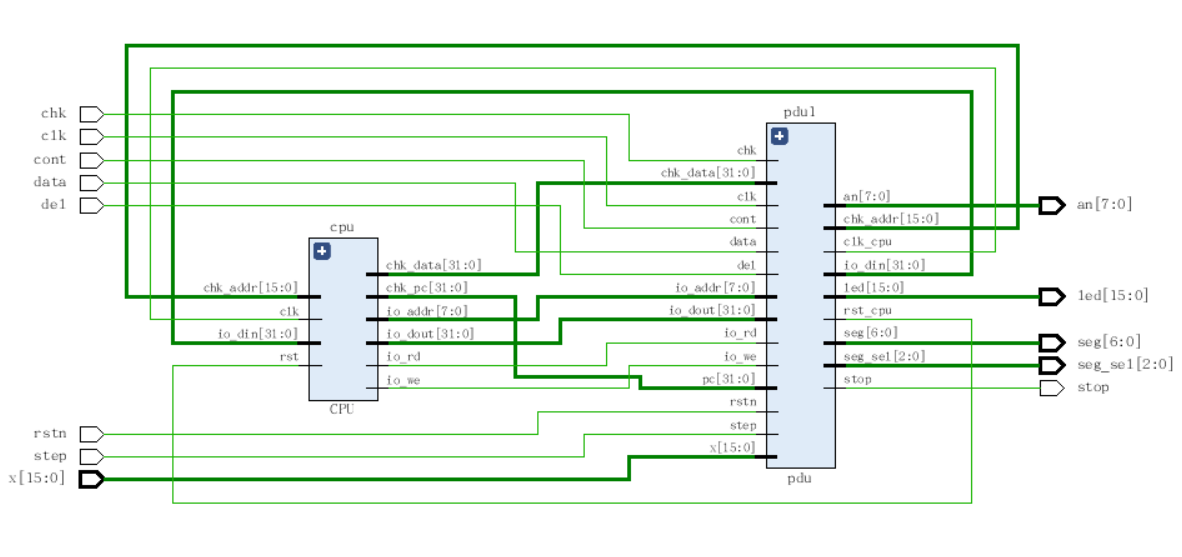 chk
clk
cont
data
del
rstn
step
x[15:0]
cpu
chk_addr[15:0]
clk
io_din[31:0]
rst
chk_data[31:0]
chk_pc[31:0]
io_addr[7:0]
io_dout[31:0]
io_rd
io_we
CPU
pdu1
chk
chk_data[31:0]
clk
cont
data
del
io_addr[7:0]
io_dout[31:0]
io_rd
io_we
pc[31:0]
rstn
step
x[15:0]
an[7:0]
chk_addr[15:0]
clk_cpu
io_din[31:0]
led[15:0]
rst_cpu
seg[6:0]
seg_sel[2:0]
stop
pdu
an[7:0]
led[15:0]
seg[6:0]
seg_sel[2:0]
stop